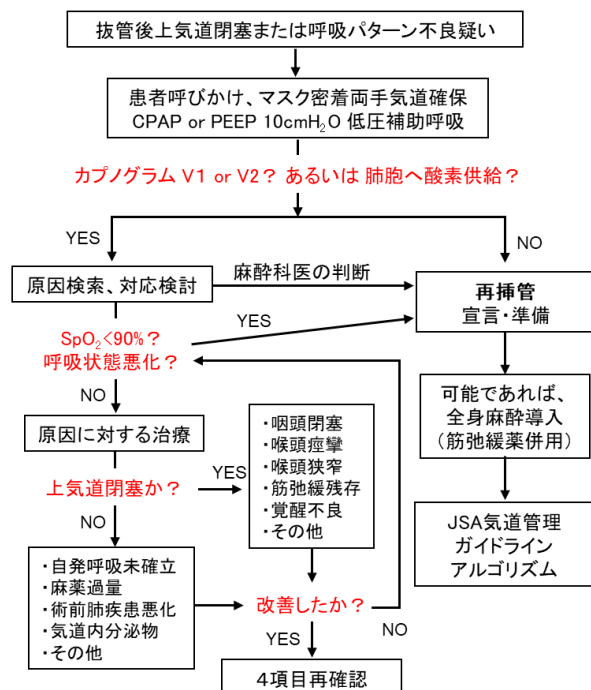 抜管後上気道閉塞または呼吸パターン不良疑い
患者呼びかけ、マスク密着両手気道確保
CPAP or PEEP 10cmH₂O 低圧補助呼吸
カプノグラム V1 or V2? あるいは 肺胞へ酸素供給?
YES
NO
原因検索、対応検討
麻酔科医の判断
再挿管
宣言・準備
SpO₂<90%?
呼吸状態悪化?
YES
NO
可能であれば、
全身麻酔導入
(筋弛緩薬併用)
原因に対する治療
・咽頭閉塞
・喉頭痙攣
・喉頭狭窄
・筋弛緩残存
・覚醒不良
・その他
上気道閉塞か?
YES
NO
JSA気道管理
ガイドライン
アルゴリズム
・自発呼吸未確立
・麻薬過量
・術前肺疾患悪化
・気道内分泌物
・その他
改善したか?
NO
YES
4項目再確認